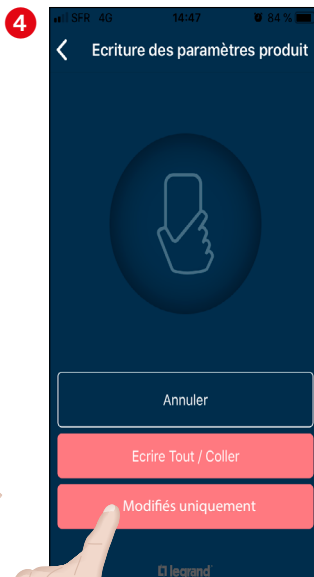 4
SFR 4G 14:47 84 %
Ecriture des paramètres produit
Annuler
Ecrire Tout / Coller
Modifiés uniquement
legrand